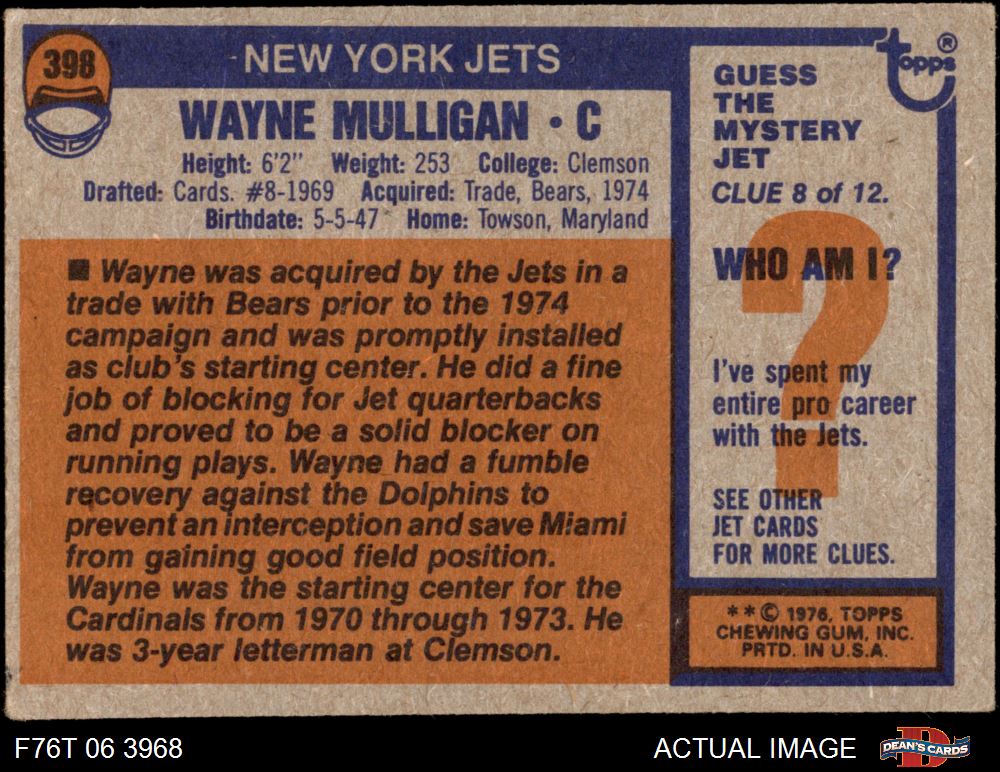 398
NEW YORK JETS
WAYNE MULLIGAN • C
Height: 6'2" Weight: 253 College: Clemson
Drafted: Cards. #8-1969 Acquired: Trade, Bears, 1974
Birthdate: 5-5-47 Home: Towson, Maryland
■ Wayne was acquired by the Jets in a
trade with Bears prior to the 1974
campaign and was promptly installed
as club's starting center. He did a fine
job of blocking for Jet quarterbacks
and proved to be a solid blocker on
running plays. Wayne had a fumble
recovery against the Dolphins to
prevent an interception and save Miami
from gaining good field position.
Wayne was the starting center for the
Cardinals from 1970 through 1973. He
was 3-year letterman at Clemson.
topps ®
GUESS
THE
MYSTERY
JET
CLUE 8 of 12.
WHO AM I?
?
I've spent my
entire pro career
with the Jets.
SEE OTHER
JET CARDS
FOR MORE CLUES.
** © 1976, TOPPS
CHEWING GUM, INC.
PRTD. IN U.S.A.
F76T 06 3968
ACTUAL IMAGE
D
DEAN'S CARDS